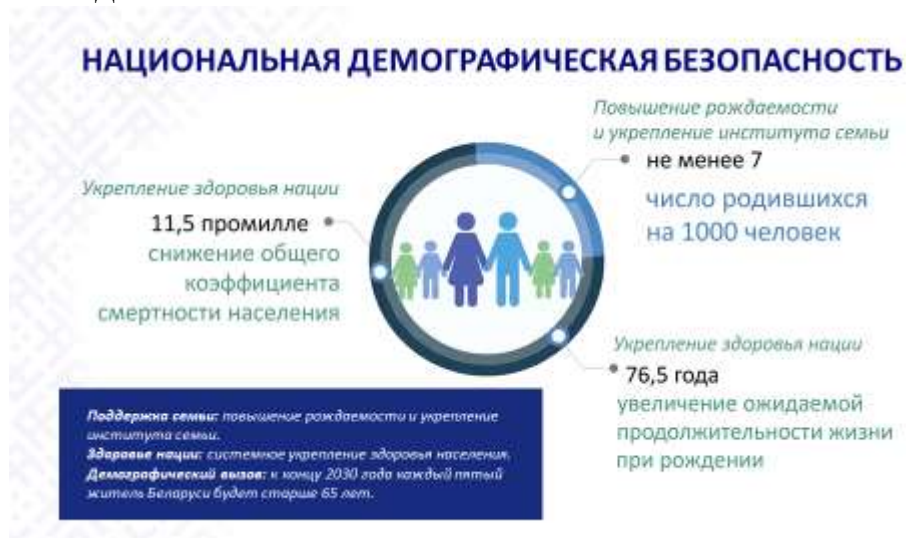 НАЦИОНАЛЬНАЯ ДЕМОГРАФИЧЕСКАЯ БЕЗОПАСНОСТЬ
Повышение рождаемости
и укрепление института семьи
не менее 7
число родившихся
на 1000 человек
Укрепление здоровья нации
11,5 промилле
снижение общего
коэффициента
смертности населения
Укрепление здоровья нации
76,5 года
увеличение ожидаемой
продолжительности жизни
при рождении
Поддержка семьи: повышение рождаемости и укрепление
института семьи.
Здоровье нации: системное укрепление здоровья населения.
Демографический вызов: к концу 2030 года каждый пятый
житель Беларуси будет старше 65 лет.